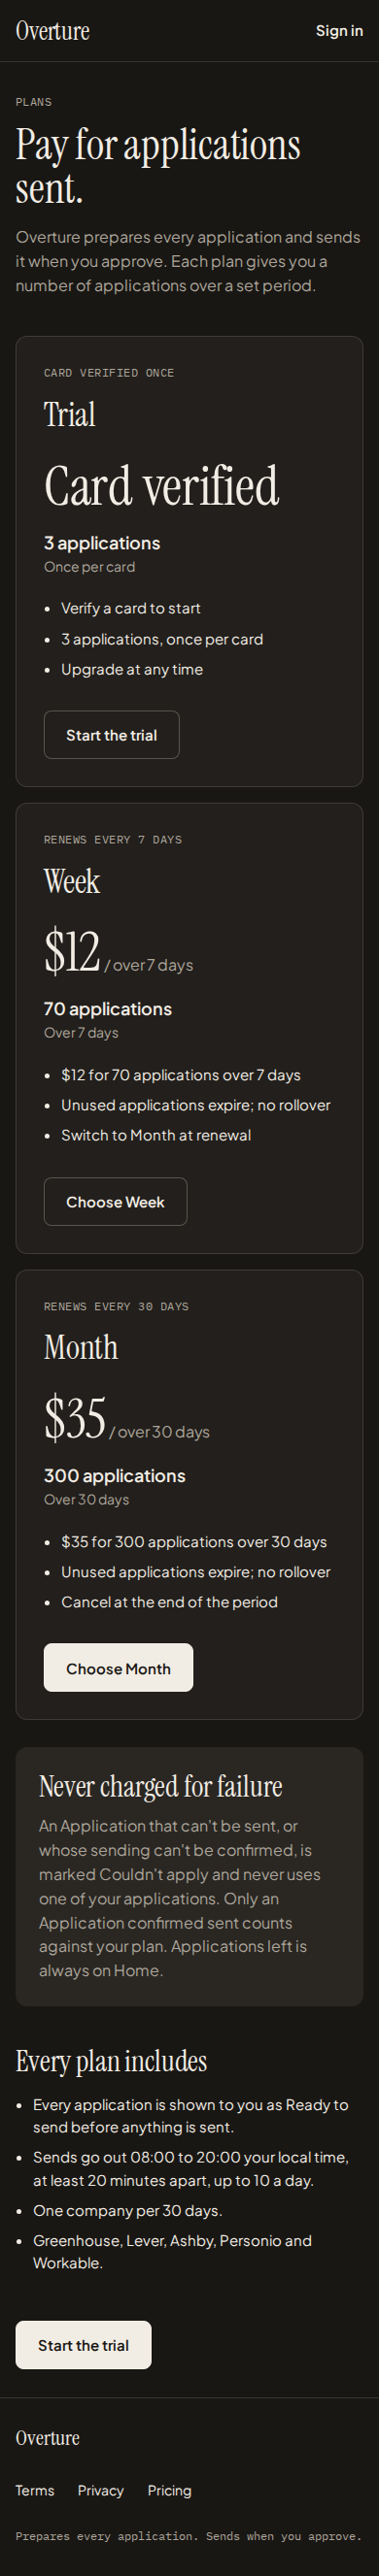 Overture
Sign in
PLANS
Pay for applications
sent.
Overture prepares every application and sends
it when you approve. Each plan gives you a
number of applications over a set period.
CARD VERIFIED ONCE
Trial
Card verified
3 applications
Once per card
• Verify a card to start
• 3 applications, once per card
• Upgrade at any time
Start the trial
RENEWS EVERY 7 DAYS
Week
$12 / over 7 days
70 applications
Over 7 days
• $12 for 70 applications over 7 days
• Unused applications expire; no rollover
• Switch to Month at renewal
Choose Week
RENEWS EVERY 30 DAYS
Month
$35 / over 30 days
300 applications
Over 30 days
• $35 for 300 applications over 30 days
• Unused applications expire; no rollover
• Cancel at the end of the period
Choose Month
Never charged for failure
An Application that can't be sent, or
whose sending can't be confirmed, is
marked Couldn't apply and never uses
one of your applications. Only an
Application confirmed sent counts
against your plan. Applications left is
always on Home.
Every plan includes
• Every application is shown to you as Ready to
send before anything is sent.
• Sends go out 08:00 to 20:00 your local time,
at least 20 minutes apart, up to 10 a day.
• One company per 30 days.
• Greenhouse, Lever, Ashby, Personio and
Workable.
Start the trial
Overture
Terms Privacy Pricing
Prepares every application. Sends when you approve.